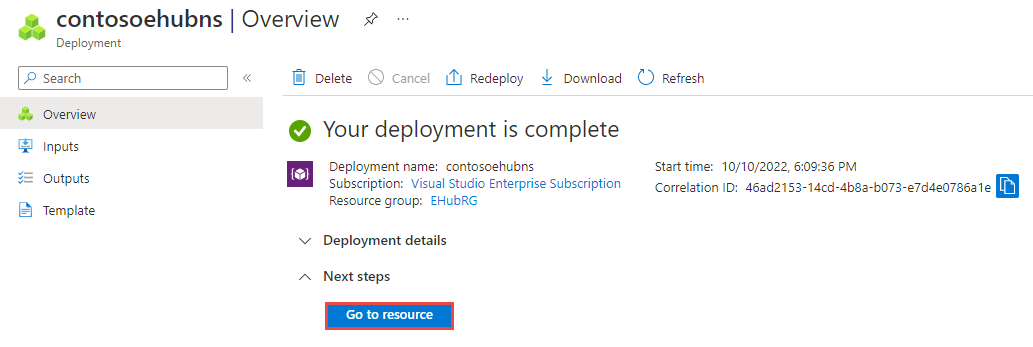 contosoehubns | Overview ...
Deployment
Search «
Delete Cancel Redeploy Download Refresh
Overview
Inputs
Outputs
Template
Your deployment is complete
Deployment name: contosoehubns
Subscription: Visual Studio Enterprise Subscription
Resource group: EHubRG
Start time: 10/10/2022, 6:09:36 PM
Correlation ID: 46ad2153-14cd-4b8a-b073-e7d4e0786a1e
Deployment details
Next steps
Go to resource